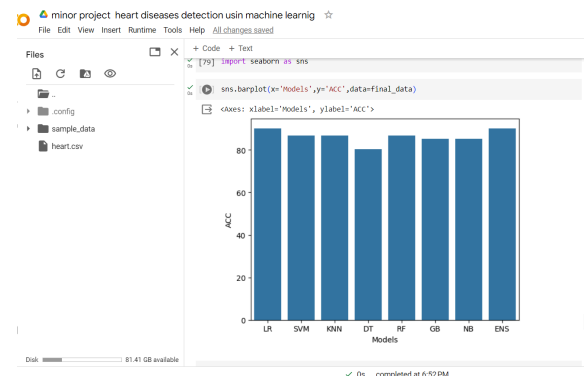 minor project heart diseases detection usin machine learnig
File Edit View Insert Runtime Tools Help All changes saved
+ Code + Text
Files
..
.config
sample_data
heart.csv
Disk 81.41 GB available
0s [79] import seaborn as sns
0s sns.barplot(x='Models',y='ACC',data=final_data)
<Axes: xlabel='Models', ylabel='ACC'>
80
60
40
20
0
ACC
LR SVM KNN DT RF GB NB ENS
Models
✓ 0s completed at 6:52 PM